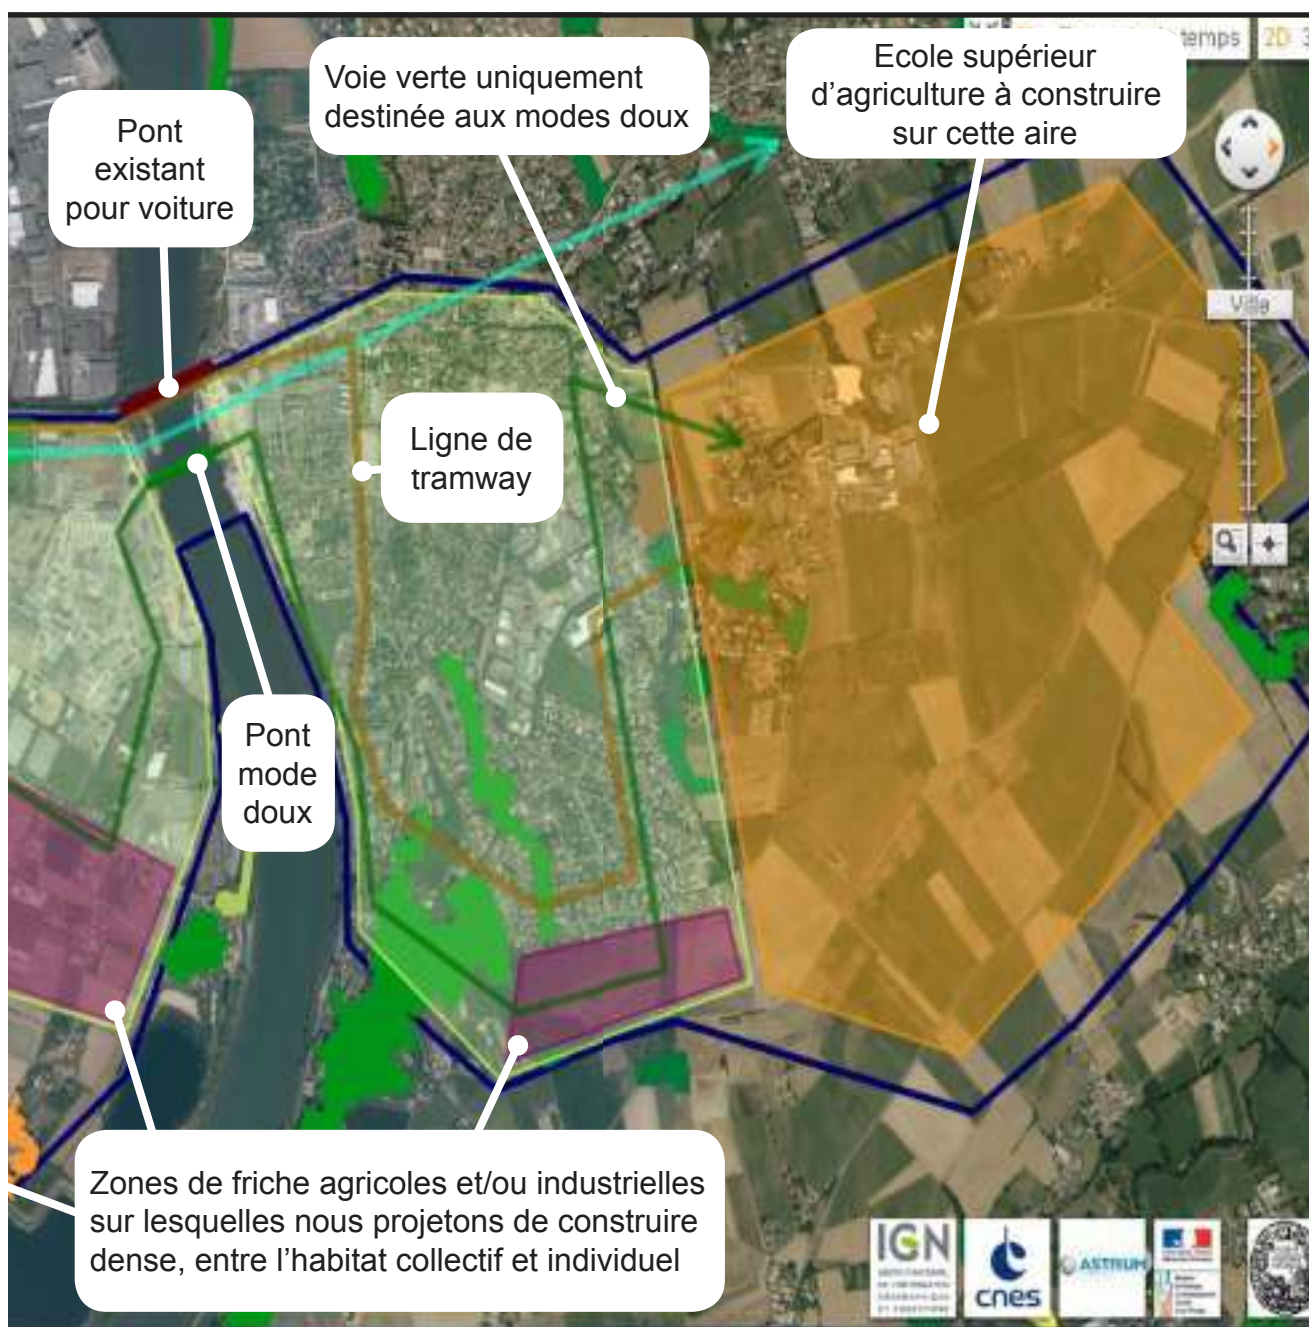 temps
2D
Voie verte uniquement
destinée aux modes doux
Ecole supérieur
d'agriculture à construire
sur cette aire
Pont
existant
pour voiture
Ville
Ligne de
tramway
Pont
mode
doux
Zones de friche agricoles et/ou industrielles
sur lesquelles nous projetons de construire
dense, entre l'habitat collectif et individuel
IGN
cnes
ASTRIUM